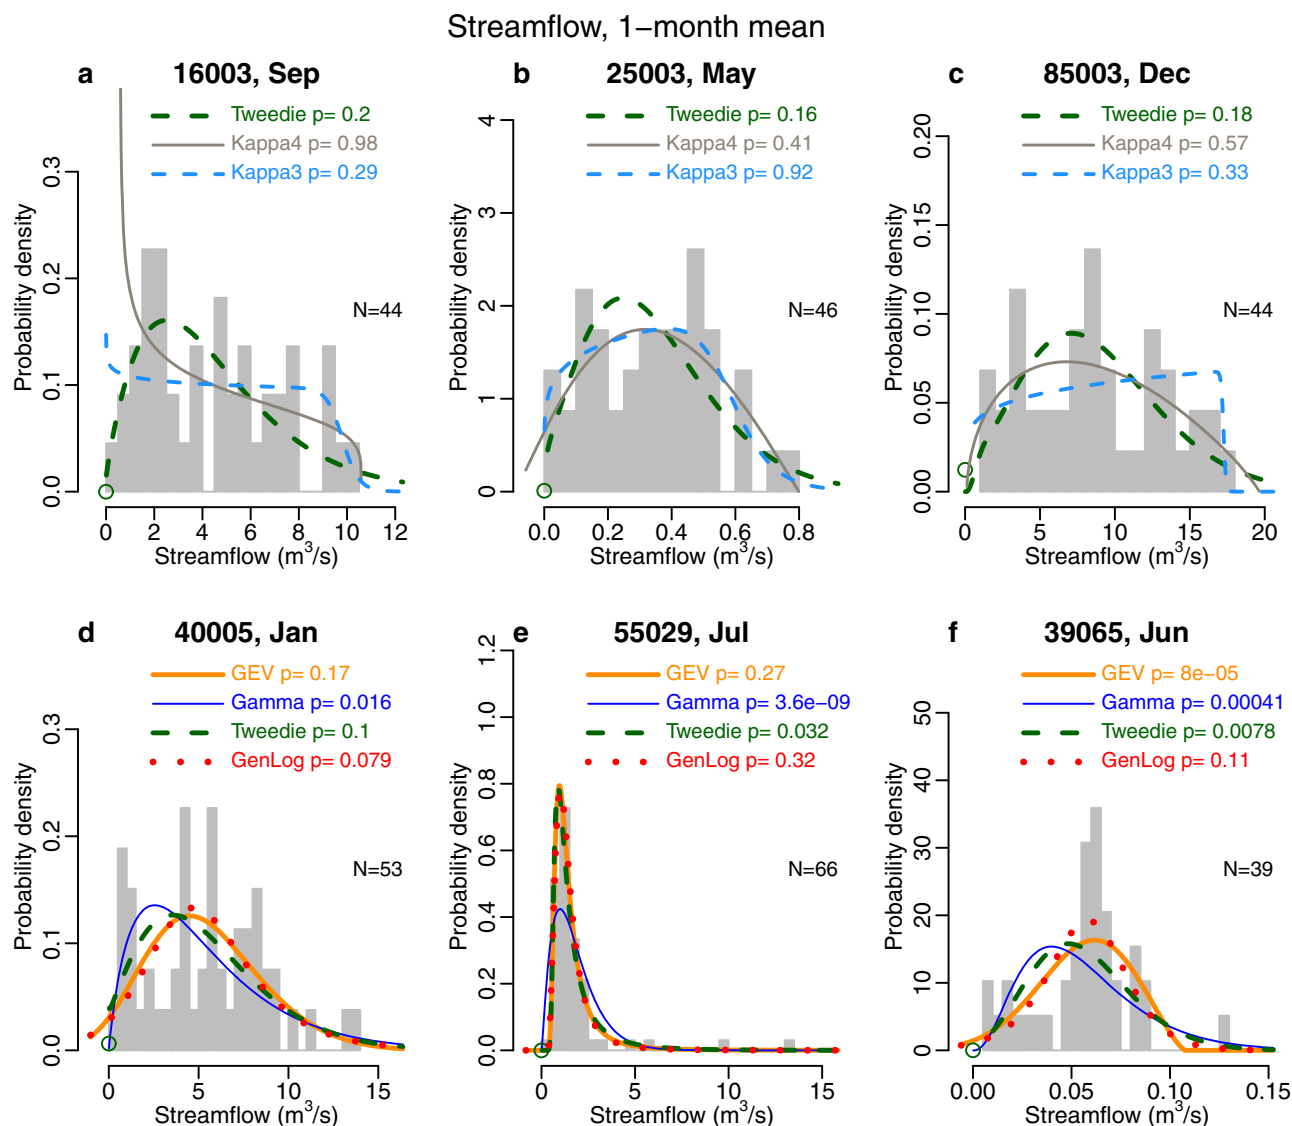 Streamflow, 1−month mean
a 16003, Sep
Tweedie p= 0.2
Kappa4 p= 0.98
Kappa3 p= 0.29
N=44
Probability density
0.0 0.1 0.2 0.3
0 2 4 6 8 10 12
Streamflow (m³/s)
b 25003, May
Tweedie p= 0.16
Kappa4 p= 0.41
Kappa3 p= 0.92
N=46
Probability density
0 1 2 3 4
0.0 0.2 0.4 0.6 0.8
Streamflow (m³/s)
c 85003, Dec
Tweedie p= 0.18
Kappa4 p= 0.57
Kappa3 p= 0.33
N=44
Probability density
0.00 0.05 0.10 0.15 0.20
0 5 10 15 20
Streamflow (m³/s)
d 40005, Jan
GEV p= 0.17
Gamma p= 0.016
Tweedie p= 0.1
GenLog p= 0.079
N=53
Probability density
0.0 0.1 0.2 0.3
0 5 10 15
Streamflow (m³/s)
e 55029, Jul
GEV p= 0.27
Gamma p= 3.6e−09
Tweedie p= 0.032
GenLog p= 0.32
N=66
Probability density
0.0 0.2 0.4 0.6 0.8 1.0 1.2
0 5 10 15
Streamflow (m³/s)
f 39065, Jun
GEV p= 8e−05
Gamma p= 0.00041
Tweedie p= 0.0078
GenLog p= 0.11
N=39
Probability density
0 10 20 30 40 50
0.00 0.05 0.10 0.15
Streamflow (m³/s)